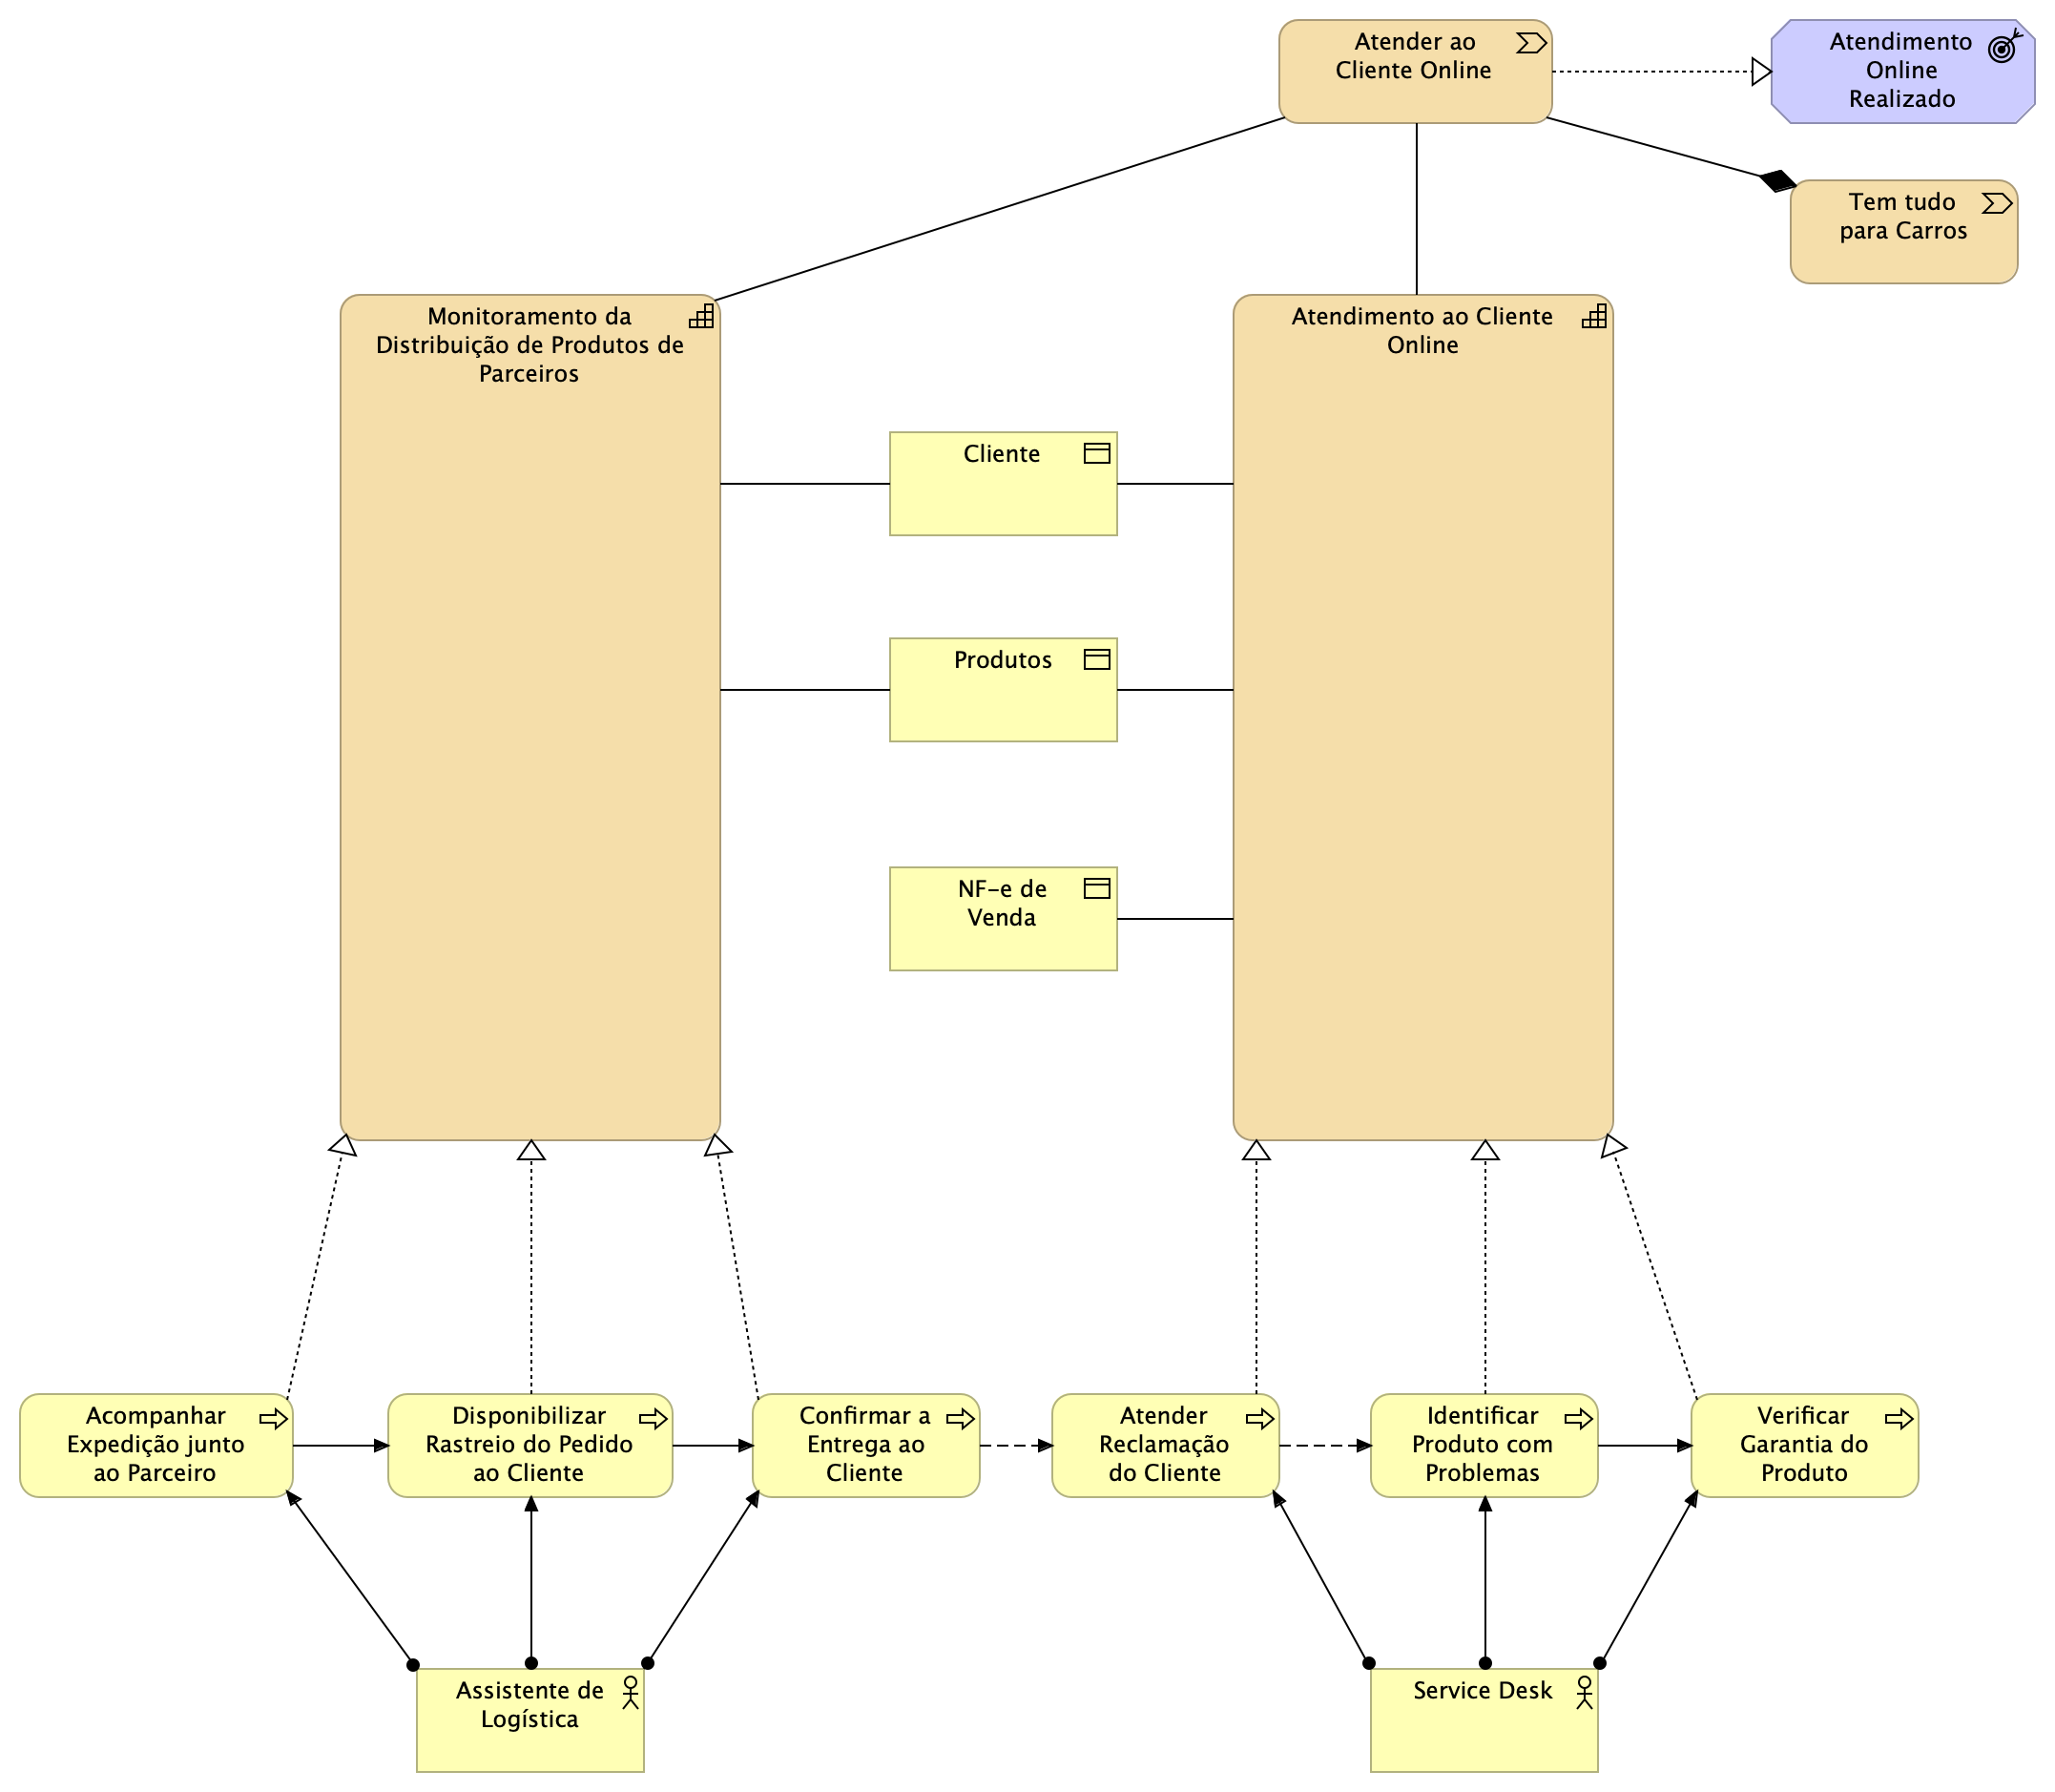 Atender ao
Cliente Online
Atendimento
Online
Realizado
Tem tudo
para Carros
Monitoramento da
Distribuição de Produtos de
Parceiros
Atendimento ao Cliente
Online
Cliente
Produtos
NF-e de
Venda
Acompanhar
Expedição junto
ao Parceiro
Disponibilizar
Rastreio do Pedido
ao Cliente
Confirmar a
Entrega ao
Cliente
Atender
Reclamação
do Cliente
Identificar
Produto com
Problemas
Verificar
Garantia do
Produto
Assistente de
Logística
Service Desk